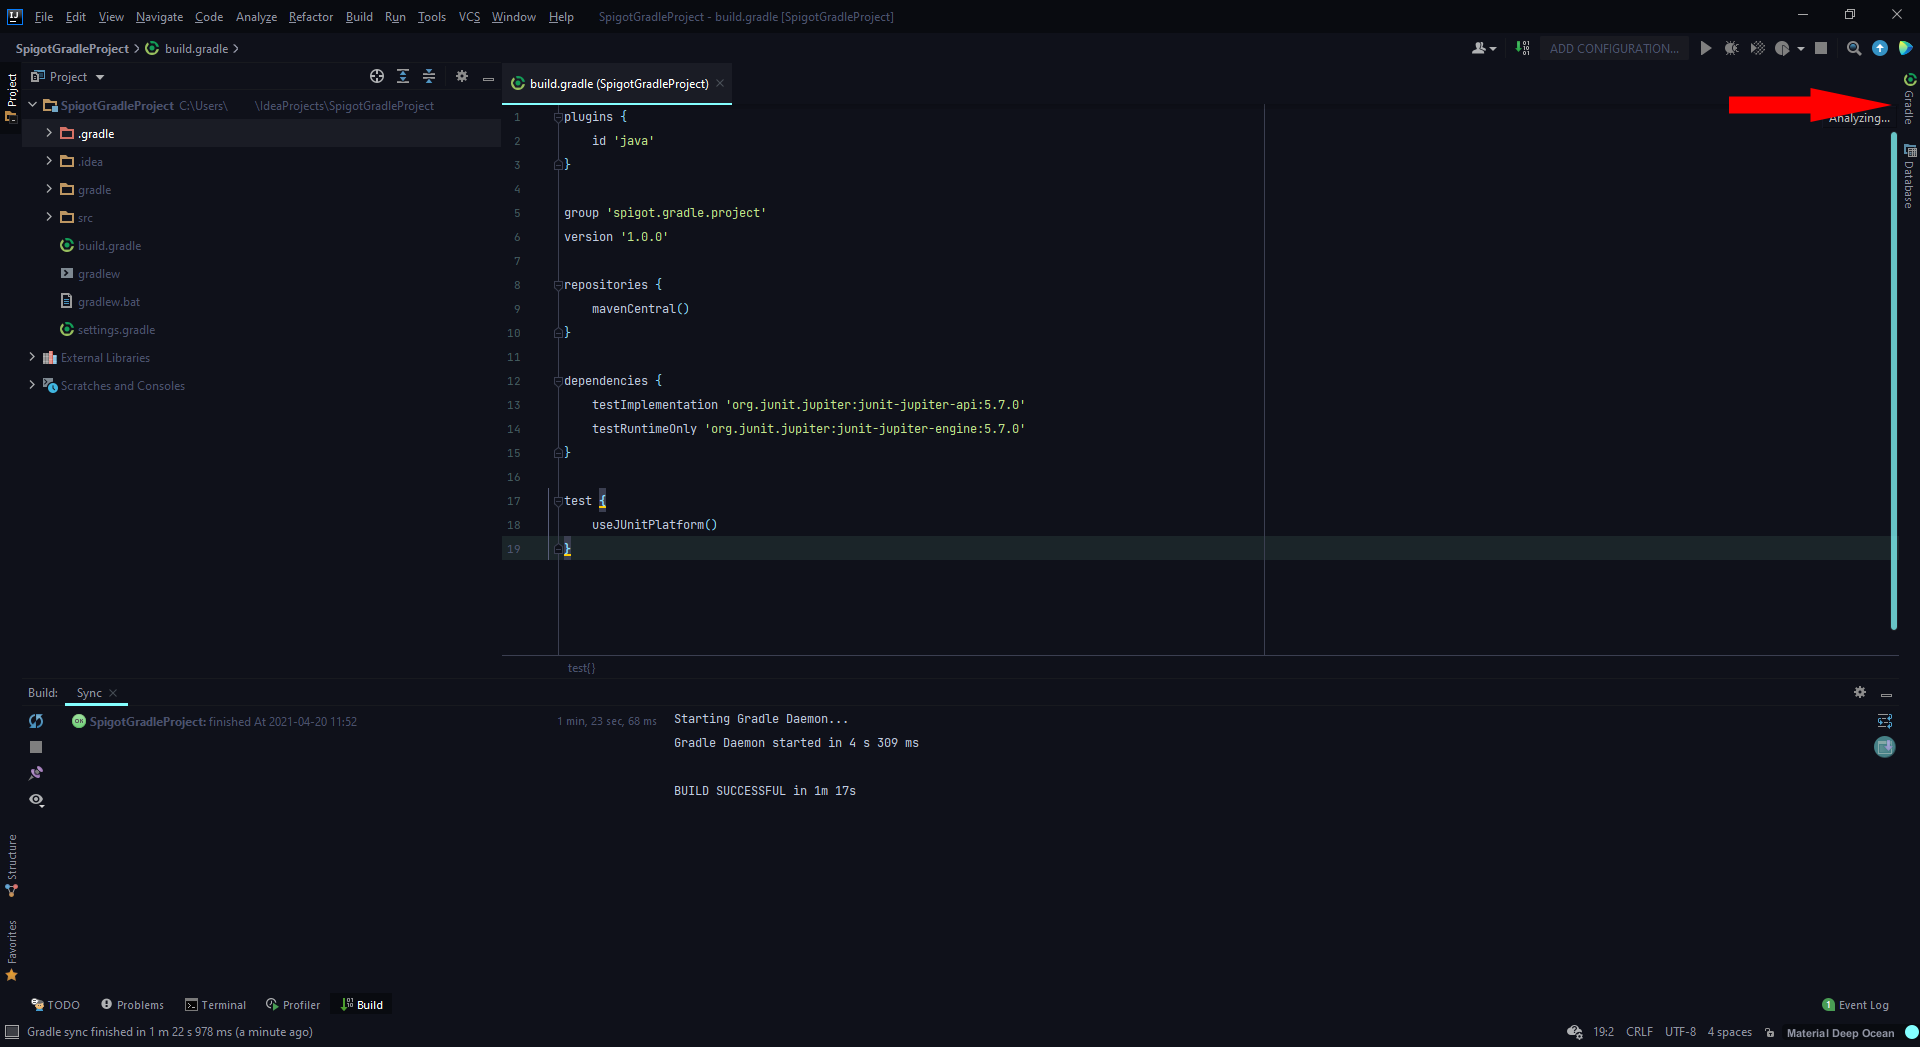 IJ File Edit View Navigate Code Analyze Refactor Build Run Tools VCS Window Help SpigotGradleProject - build.gradle [SpigotGradleProject]
SpigotGradleProject build.gradle
ADD CONFIGURATION...
Project
Project
build.gradle (SpigotGradleProject)
SpigotGradleProject C:\Users\ \IdeaProjects\SpigotGradleProject
.gradle
.idea
gradle
src
build.gradle
gradlew
gradlew.bat
settings.gradle
External Libraries
Scratches and Consoles
1 plugins {
2 id 'java'
3 }
4
5 group 'spigot.gradle.project'
6 version '1.0.0'
7
8 repositories {
9 mavenCentral()
10 }
11
12 dependencies {
13 testImplementation 'org.junit.jupiter:junit-jupiter-api:5.7.0'
14 testRuntimeOnly 'org.junit.jupiter:junit-jupiter-engine:5.7.0'
15 }
16
17 test {
18 useJUnitPlatform()
19 }
Analyzing...
Gradle
Database
test{}
Build: Sync
SpigotGradleProject: finished At 2021-04-20 11:52 1 min, 23 sec, 68 ms
Starting Gradle Daemon...
Gradle Daemon started in 4 s 309 ms
BUILD SUCCESSFUL in 1m 17s
Structure
Favorites
TODO Problems Terminal Profiler Build
1 Event Log
Gradle sync finished in 1 m 22 s 978 ms (a minute ago)
19:2 CRLF UTF-8 4 spaces Material Deep Ocean